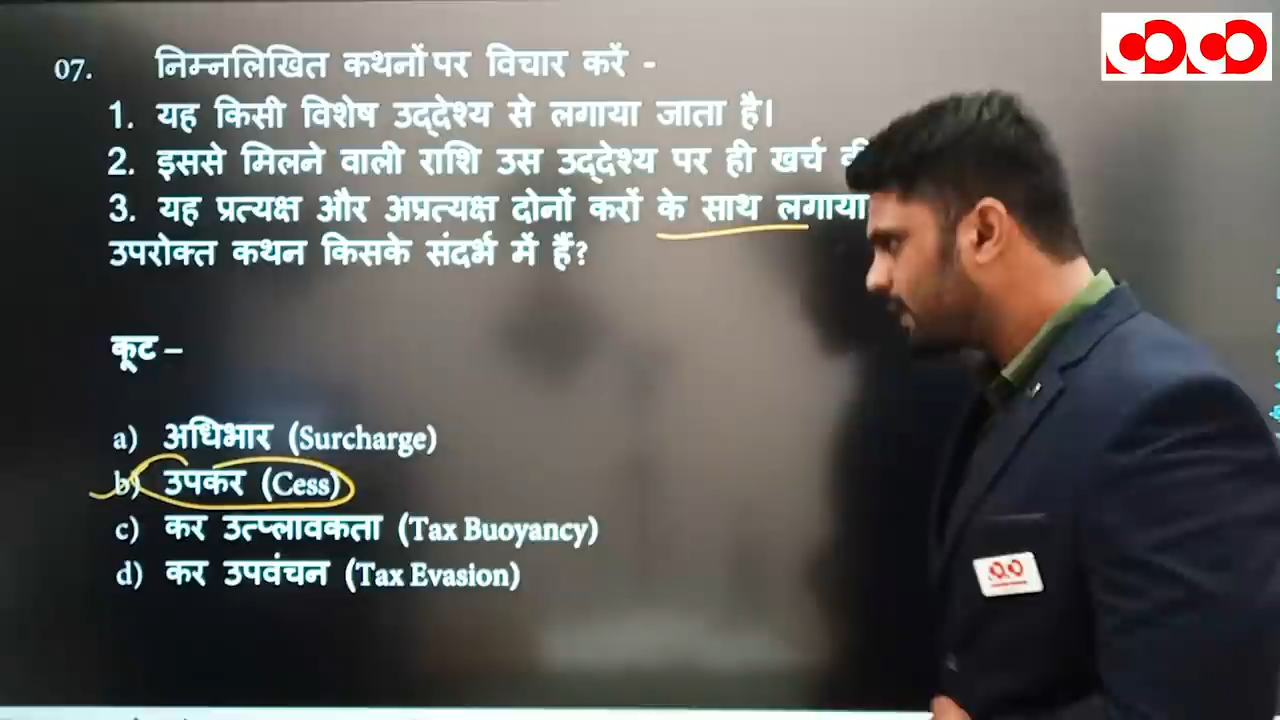 07. निम्नलिखित कथनों पर विचार करें -
1. यह किसी विशेष उद्देश्य से लगाया जाता है।
2. इससे मिलने वाली राशि उस उद्देश्य पर ही खर्च
3. यह प्रत्यक्ष और अप्रत्यक्ष दोनों करों के साथ लगाया
उपरोक्त कथन किसके संदर्भ में हैं?
कूट –
a) अधिभार (Surcharge)
b) उपकर (Cess)
c) कर उत्प्लावकता (Tax Buoyancy)
d) कर उपवंचन (Tax Evasion)